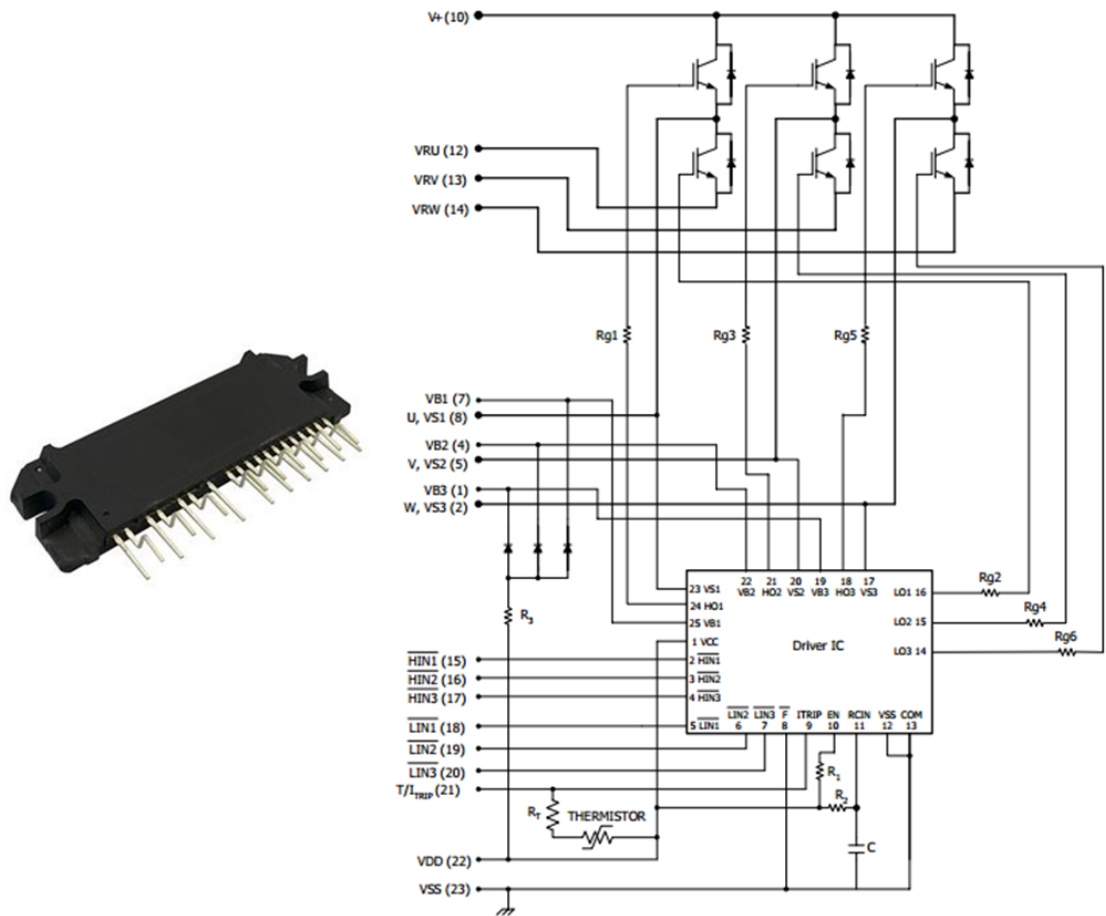 V+ (10)
VRU (12)
VRV (13)
VRW (14)
Rg1
Rg3
Rg5
VB1 (7)
U, VS1 (8)
VB2 (4)
V, VS2 (5)
VB3 (1)
W, VS3 (2)
22 21 20 19 18 17
VB2 HO2 VS2 VB3 HO3 VS3
23 VS1
24 HO1
25 VB1
1 VCC
2 HIN1
3 HIN2
4 HIN3
5 LIN1
Driver IC
LO1 16
LO2 15
LO3 14
Rg2
Rg4
Rg6
R3
HIN1 (15)
HIN2 (16)
HIN3 (17)
LIN1 (18)
LIN2 (19)
LIN3 (20)
T/ITRIP (21)
LIN2 LIN3 F ITRIP EN RCIN VSS COM
6 7 8 9 10 11 12 13
R1
R2
RT
THERMISTOR
C
VDD (22)
VSS (23)